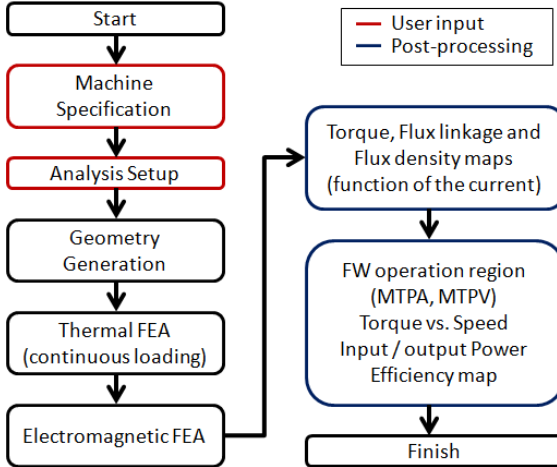 Start
Machine
Specification
Analysis Setup
Geometry
Generation
Thermal FEA
(continuous loading)
Electromagnetic FEA
User input
Post-processing
Torque, Flux linkage and
Flux density maps
(function of the current)
FW operation region
(MTPA, MTPV)
Torque vs. Speed
Input / output Power
Efficiency map
Finish